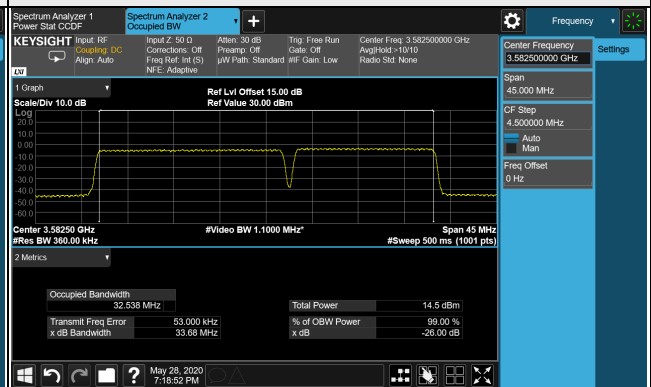 Spectrum Analyzer 1
Power Stat CCDF
Spectrum Analyzer 2
Occupied BW
Frequency
KEYSIGHT
Input: RF
Coupling: DC
Align: Auto
Input Z: 50 Ω
Corrections: Off
Freq Ref: Int (S)
NFE: Adaptive
Atten: 30 dB
Preamp: Off
µW Path: Standard
Trig: Free Run
Gate: Off
#IF Gain: Low
Center Freq: 3.582500000 GHz
Avg|Hold:>10/10
Radio Std: None
LXI
Center Frequency
3.582500000 GHz
Settings
Span
45.000 MHz
CF Step
4.500000 MHz
Auto
Man
Freq Offset
0 Hz
1 Graph
Scale/Div 10.0 dB
Ref Lvl Offset 15.00 dB
Ref Value 30.00 dBm
Log
20.0
10.0
0.00
-10.0
-20.0
-30.0
-40.0
-50.0
-60.0
Center 3.58250 GHz
#Res BW 360.00 kHz
#Video BW 1.1000 MHz*
Span 45 MHz
#Sweep 500 ms (1001 pts)
2 Metrics
Occupied Bandwidth
32.538 MHz
Total Power 14.5 dBm
Transmit Freq Error 53.000 kHz
% of OBW Power 99.00 %
x dB Bandwidth 33.68 MHz
x dB -26.00 dB
?
May 28, 2020
7:18:52 PM